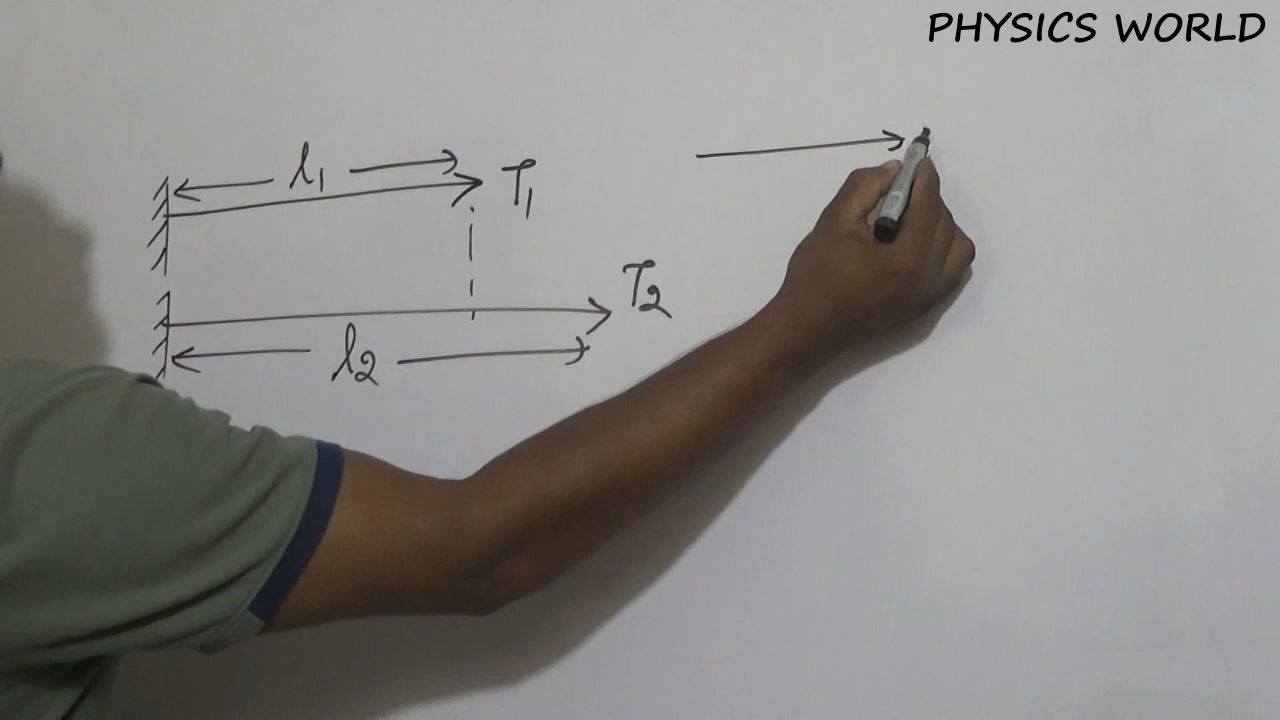 PHYSICS WORLD
l₁
T₁
T₂
l₂